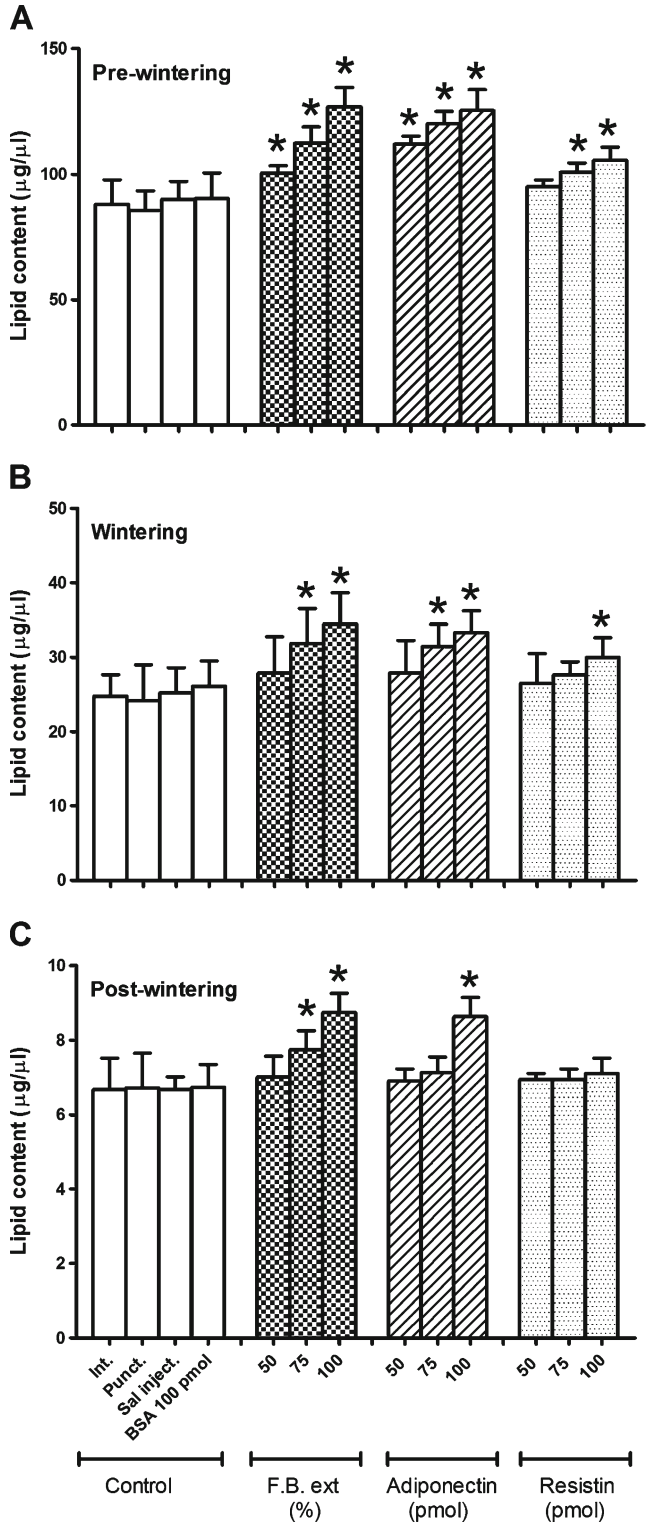 A
Pre-wintering
Lipid content (µg/µl)
150
100
50
0
* * * * * * * *
B
Wintering
Lipid content (µg/µl)
50
40
30
20
10
0
* * * * *
C
Post-wintering
Lipid content (µg/µl)
10
8
6
4
2
0
* * *
Int. Punct. Sal inject. BSA 100 pmol 50 75 100 50 75 100 50 75 100
Control F.B. ext Adiponectin Resistin
(%) (pmol) (pmol)